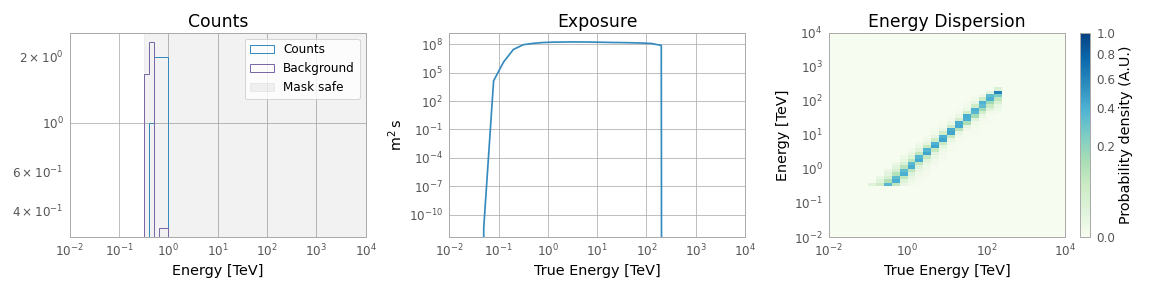 Counts
2 × 10⁰
10⁰
6 × 10⁻¹
4 × 10⁻¹
Counts
Background
Mask safe
10⁻² 10⁻¹ 10⁰ 10¹ 10² 10³ 10⁴
Energy [TeV]
Exposure
m² s
10⁸
10⁵
10²
10⁻¹
10⁻⁴
10⁻⁷
10⁻¹⁰
10⁻² 10⁻¹ 10⁰ 10¹ 10² 10³ 10⁴
True Energy [TeV]
Energy Dispersion
Energy [TeV]
10⁴
10³
10²
10¹
10⁰
10⁻¹
10⁻²
10⁻² 10⁰ 10² 10⁴
True Energy [TeV]
1.0
0.8
0.6
0.4
0.2
0.0
Probability density (A.U.)